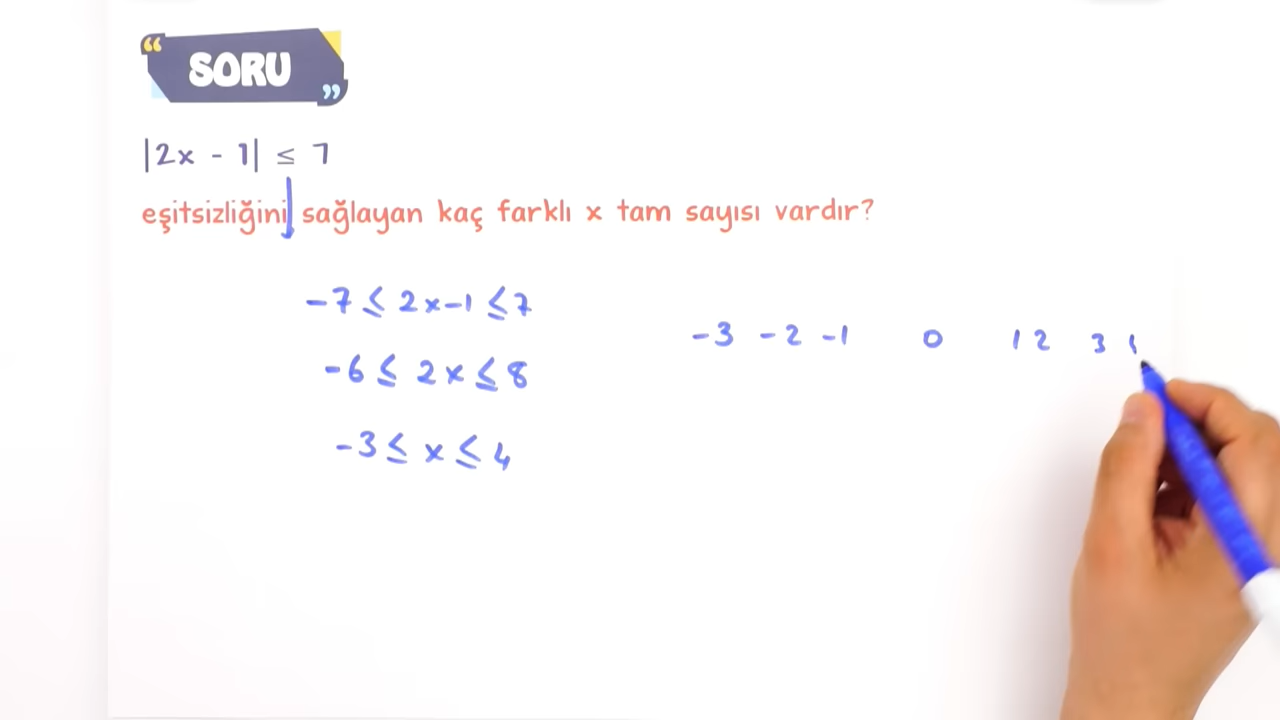 “ SORU ”
|2x - 1| ≤ 7
eşitsizliğini sağlayan kaç farklı x tam sayısı vardır?
-7 ≤ 2x-1 ≤ 7
-3 -2 -1 0 1 2 3
-6 ≤ 2x ≤ 8
-3 ≤ x ≤ 4